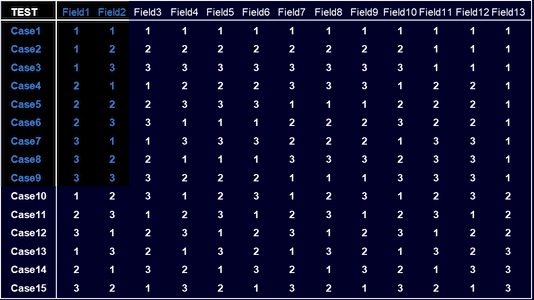 TEST Field1 Field2 Field3 Field4 Field5 Field6 Field7 Field8 Field9 Field10 Field11 Field12 Field13
Case1 1 1 1 1 1 1 1 1 1 1 1 1 1
Case2 1 2 2 2 2 2 2 2 2 2 1 1 1
Case3 1 3 3 3 3 3 3 3 3 3 1 1 1
Case4 2 1 1 2 2 2 3 3 3 1 2 2 1
Case5 2 2 2 3 3 3 1 1 1 2 2 2 1
Case6 2 3 3 1 1 1 2 2 2 3 2 2 1
Case7 3 1 1 3 3 3 2 2 2 1 3 3 1
Case8 3 2 2 1 1 1 3 3 3 2 3 3 1
Case9 3 3 3 2 2 2 1 1 1 3 3 3 1
Case10 1 2 3 1 2 3 1 2 3 1 2 3 2
Case11 2 3 1 2 3 1 2 3 1 2 3 1 2
Case12 3 1 2 3 1 2 3 1 2 3 1 2 2
Case13 1 3 2 1 3 2 1 3 2 1 3 2 3
Case14 2 1 3 2 1 3 2 1 3 2 1 3 3
Case15 3 2 1 3 2 1 3 2 1 3 2 1 3